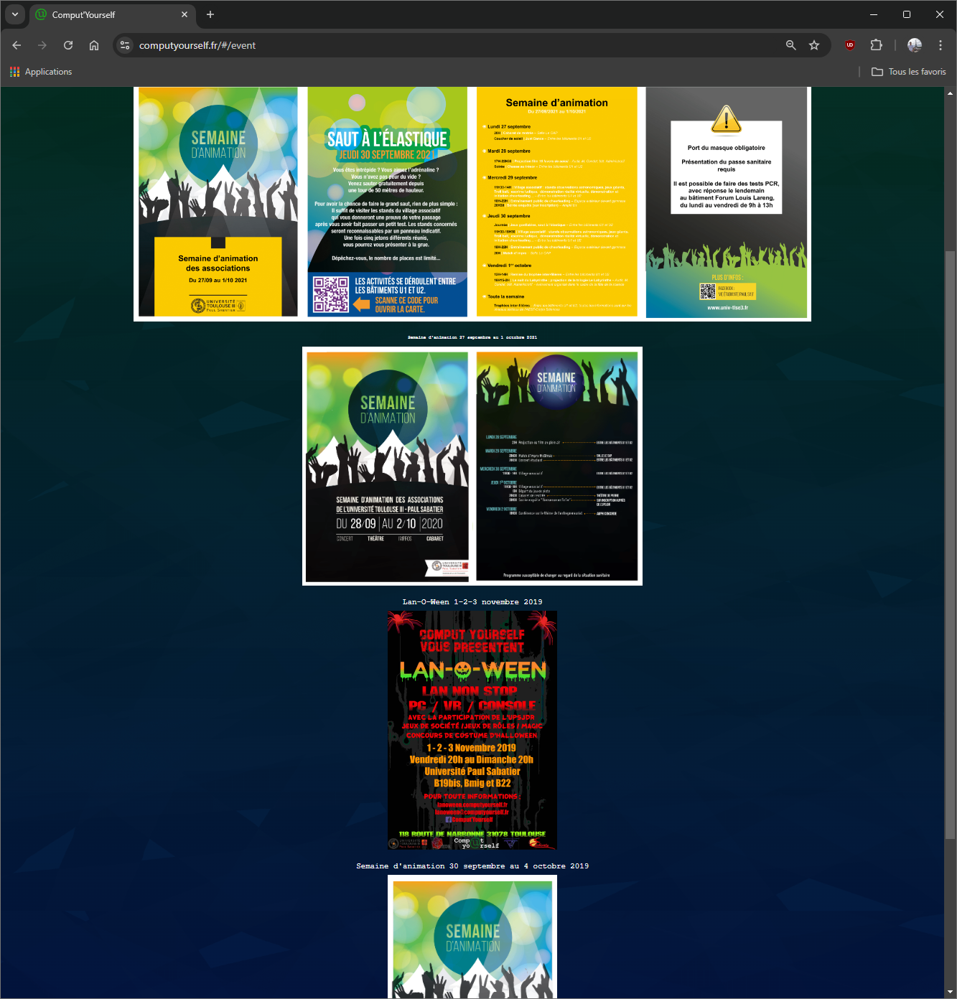 Comput'Yourself
computyourself.fr/#/event
Applications
Tous les favoris
SEMAINE
D'ANIMATION
Semaine d'animation
des associations
Du 27/09 au 1/10 2021
UNIVERSITÉ
TOULOUSE III
PAUL SABATIER
SAUT À L'ÉLASTIQUE
JEUDI 30 SEPTEMBRE 2021
Vous êtes intrépide ? Vous aimez l'adrénaline ?
Vous n'avez pas peur du vide ?
Venez sauter gratuitement depuis
une tour de 50 mètres de hauteur.
Pour avoir la chance de faire le grand saut, rien de plus simple :
Il suffit de visiter les stands du village associatif
qui vous donneront une preuve de votre passage
après vous avoir fait passer un petit test. Les stands concernés
seront reconnaissables par un panneau indicatif.
Une fois cinq jetons différents réunis,
vous pourrez vous présenter à la grue.
Dépêchez-vous, le nombre de places est limité...
LES ACTIVITÉS SE DÉROULENT ENTRE
LES BÂTIMENTS U1 ET U2.
SCANNE CE CODE POUR
OUVRIR LA CARTE.
Semaine d'animation
Du 27/09/2021 au 1/10/2021
Lundi 27 septembre
Mardi 28 septembre
Mercredi 29 septembre
Jeudi 30 septembre
Vendredi 1er octobre
Toute la semaine
Port du masque obligatoire
Présentation du passe sanitaire
requis
Il est possible de faire des tests PCR,
avec réponse le lendemain
au bâtiment Forum Louis Lareng,
du lundi au vendredi de 9h à 13h
PLUS D'INFOS :
FACEBOOK :
www.univ-tlse3.fr
Semaine d'animation 27 septembre au 1 octobre 2021
SEMAINE
D'ANIMATION
SEMAINE D'ANIMATION DES ASSOCIATIONS
DE L'UNIVERSITÉ TOULOUSE III - PAUL SABATIER
DU 28/09 | AU 2/10 | 2020
CONCERT THÉÂTRE IMPROS CABARET
UNIVERSITÉ
TOULOUSE III
PAUL SABATIER
SEMAINE
D'ANIMATION
LUNDI 28 SEPTEMBRE
MARDI 29 SEPTEMBRE
MERCREDI 30 SEPTEMBRE
JEUDI 1ER OCTOBRE
VENDREDI 2 OCTOBRE
Programme susceptible de changer au regard de la situation sanitaire
Lan-O-Ween 1-2-3 novembre 2019
COMPUT YOURSELF
VOUS PRESENTENT
LAN-O-WEEN
LAN NON STOP
PC / VR / CONSOLE
AVEC LA PARTICIPATION DE L'UPSJDR
JEUX DE SOCIÉTÉ /JEUX DE RÔLES / MAGIC
CONCOURS DE COSTUME D'HALLOWEEN
1 - 2 - 3 Novembre 2019
Vendredi 20h au Dimanche 20h
Université Paul Sabatier
B19bis, Bmig et B22
POUR TOUTE INFORMATIONS :
lanoween.computyourself.fr
lanoween@computyourself.fr
Comput'Yourself
118 ROUTE DE NARBONNE 31078 TOULOUSE
Comput
yourself
Semaine d'animation 30 septembre au 4 octobre 2019
SEMAINE
D'ANIMATION